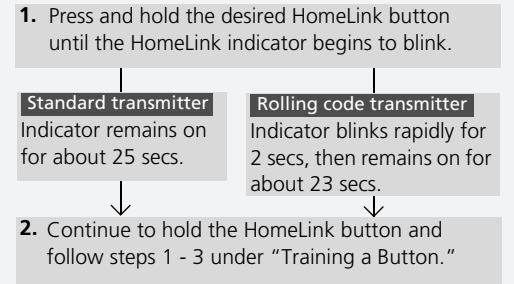 1. Press and hold the desired HomeLink button
until the HomeLink indicator begins to blink.
Standard transmitter
Indicator remains on
for about 25 secs.
Rolling code transmitter
Indicator blinks rapidly for
2 secs, then remains on for
about 23 secs.
2. Continue to hold the HomeLink button and
follow steps 1 - 3 under “Training a Button.”